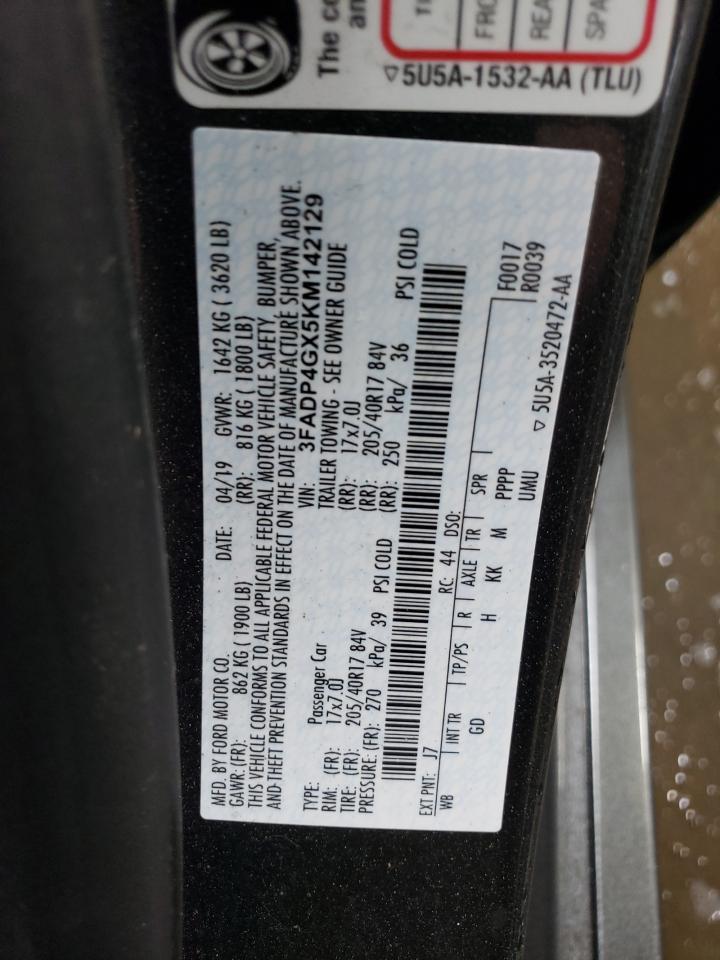 The co
an
TI
FRO
REA
SPA
▽5U5A-1532-AA (TLU)
MFD. BY FORD MOTOR CO. DATE: 04/19 GVWR: 1642 KG ( 3620 LB)
GAWR: (FR): 862 KG ( 1900 LB) (RR): 816 KG ( 1800 LB)
THIS VEHICLE CONFORMS TO ALL APPLICABLE FEDERAL MOTOR VEHICLE SAFETY, BUMPER,
AND THEFT PREVENTION STANDARDS IN EFFECT ON THE DATE OF MANUFACTURE SHOWN ABOVE.
VIN: 3FADP4GX5KM142129
TYPE: Passenger Car TRAILER TOWING - SEE OWNER GUIDE
RIM: (FR): 17x7.0J (RR): 17x7.0J
TIRE: (FR): 205/40R17 84V (RR): 205/40R17 84V
PRESSURE: (FR): 270 kPa/ 39 PSI COLD (RR): 250 kPa/ 36 PSI COLD
EXT PNT: J7 RC: 44 DSO:
WB INT TR TP/PS R AXLE TR SPR F0017
GD H KK M PPPP R0039
UMU ▽ 5U5A-3520472-AA